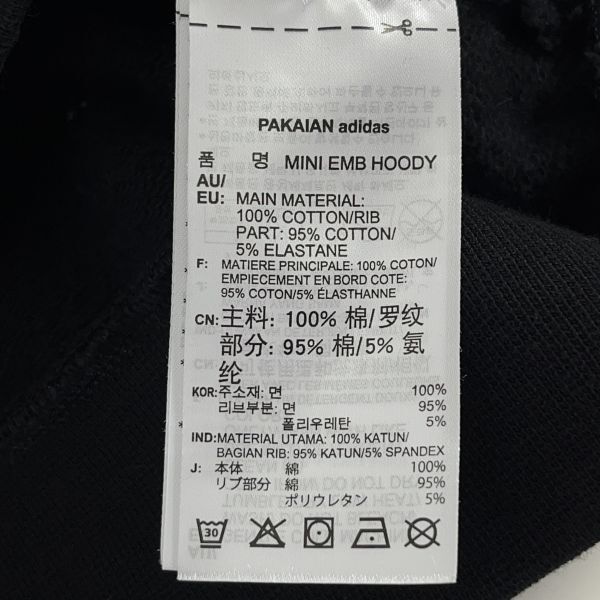 PAKAIAN adidas
품 명 MINI EMB HOODY
AU/
EU: MAIN MATERIAL:
100% COTTON/RIB
PART: 95% COTTON/
5% ELASTANE
F: MATIERE PRINCIPALE: 100% COTON/
EMPIECEMENT EN BORD COTE:
95% COTON/5% ÉLASTHANNE
CN: 主料: 100% 棉/罗纹
部分: 95% 棉/5% 氨
纶
KOR: 주소재: 면 100%
리브부분: 면 95%
폴리우레탄 5%
IND: MATERIAL UTAMA: 100% KATUN/
BAGIAN RIB: 95% KATUN/5% SPANDEX
J: 本体 綿 100%
リブ部分 綿 95%
ポリウレタン 5%
30